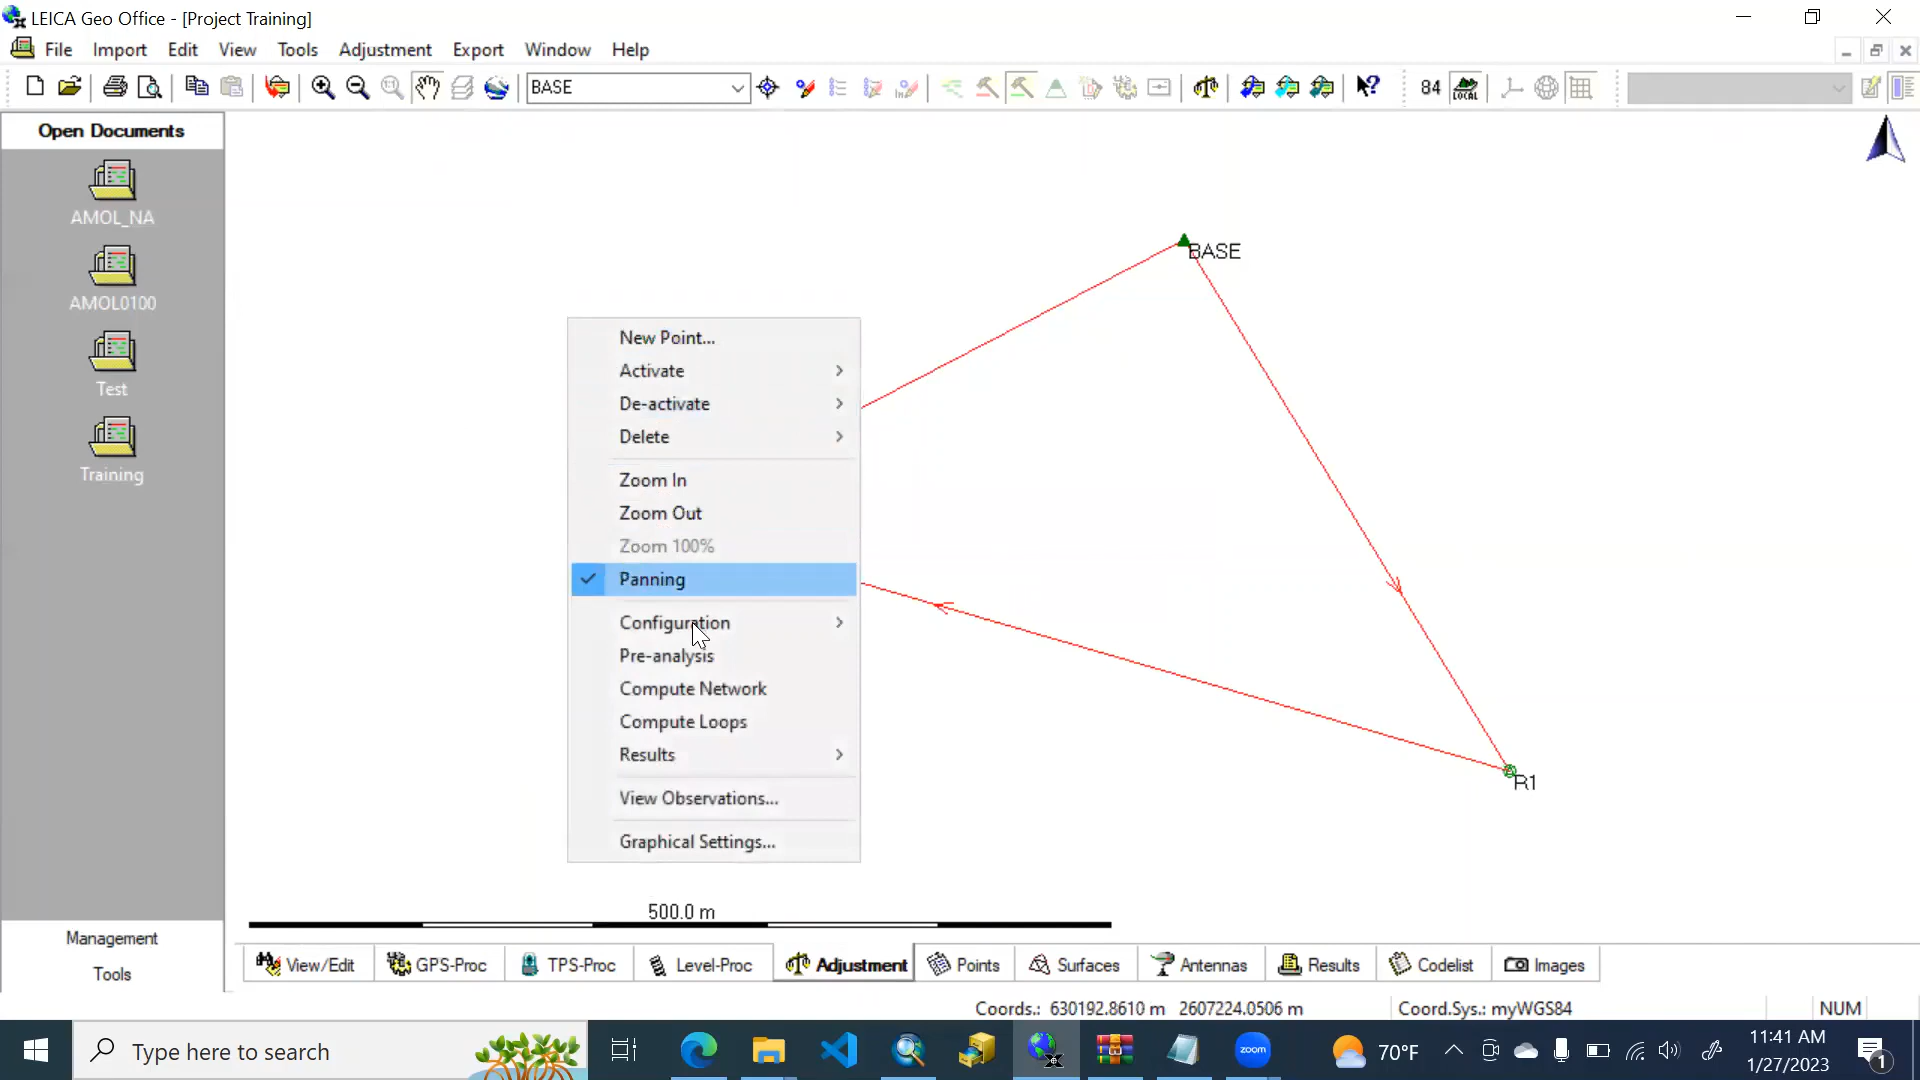 LEICA Geo Office - [Project Training]
File Import Edit View Tools Adjustment Export Window Help
BASE
84
LOCAL
Open Documents
AMOL_NA
AMOL0100
Test
Training
Management
Tools
BASE
R1
New Point...
Activate
De-activate
Delete
Zoom In
Zoom Out
Zoom 100%
Panning
Configuration
Pre-analysis
Compute Network
Compute Loops
Results
View Observations...
Graphical Settings...
500.0 m
View/Edit GPS-Proc TPS-Proc Level-Proc Adjustment Points Surfaces Antennas Results Codelist Images
Coords.: 630192.8610 m 2607224.0506 m Coord.Sys.: myWGS84 NUM
Type here to search
zoom
70°F
11:41 AM
1/27/2023
1